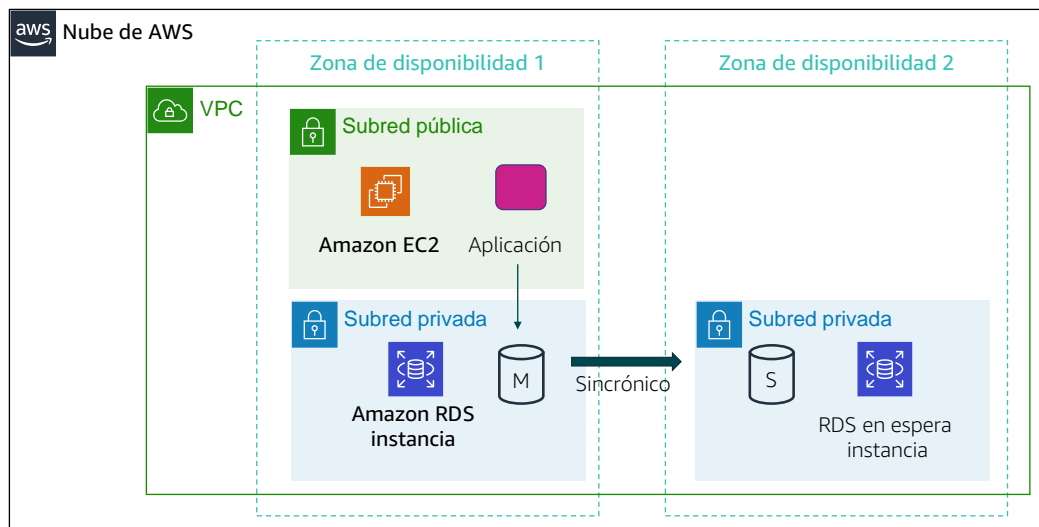 aws
Nube de AWS
Zona de disponibilidad 1
Zona de disponibilidad 2
VPC
Subred pública
Amazon EC2
Aplicación
Subred privada
M
Amazon RDS
instancia
Sincrónico
Subred privada
S
RDS en espera
instancia